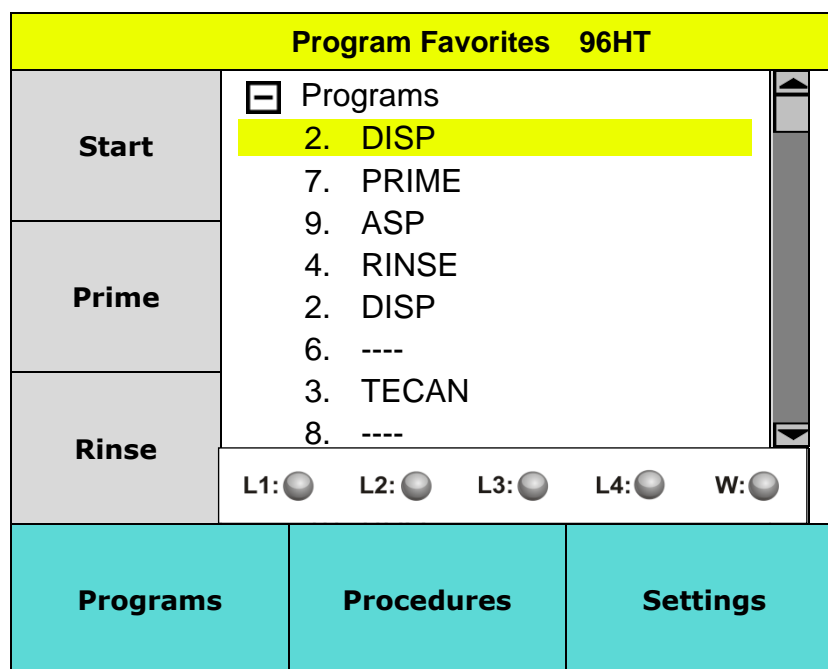 Program Favorites 96HT
Start
Prime
Rinse
Programs
2. DISP
7. PRIME
9. ASP
4. RINSE
2. DISP
6. ----
3. TECAN
8. ----
L1: L2: L3: L4: W:
Programs Procedures Settings